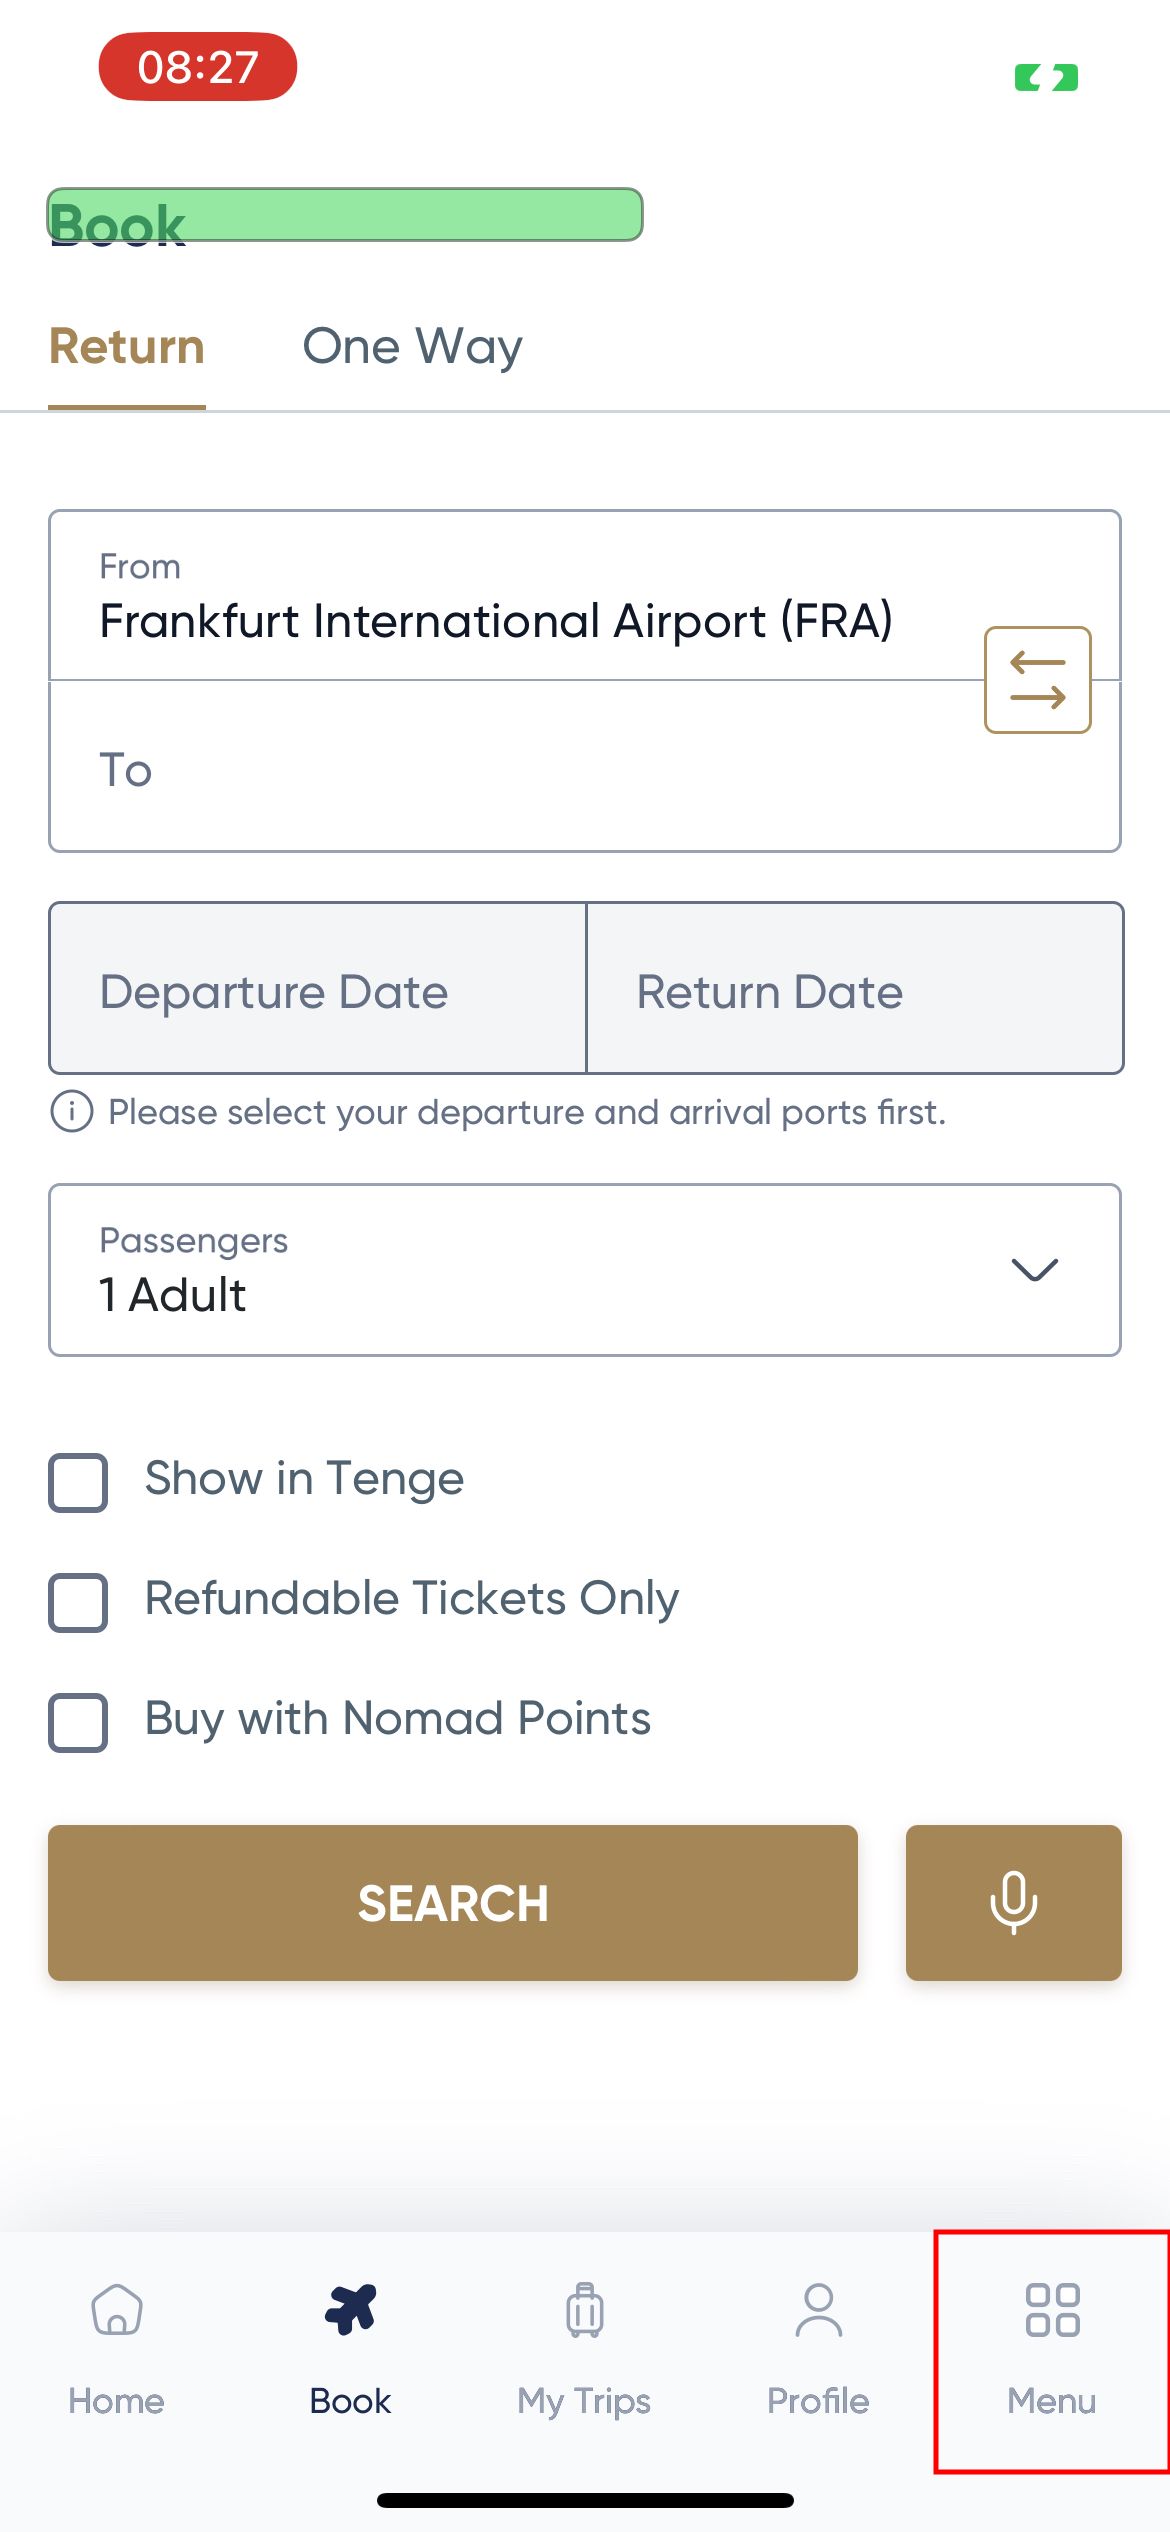 08:27
Book
Return
One Way
From
Frankfurt International Airport (FRA)
To
Departure Date
Return Date
Please select your departure and arrival ports first.
Passengers
1 Adult
Show in Tenge
Refundable Tickets Only
Buy with Nomad Points
SEARCH
Home
Book
My Trips
Profile
Menu